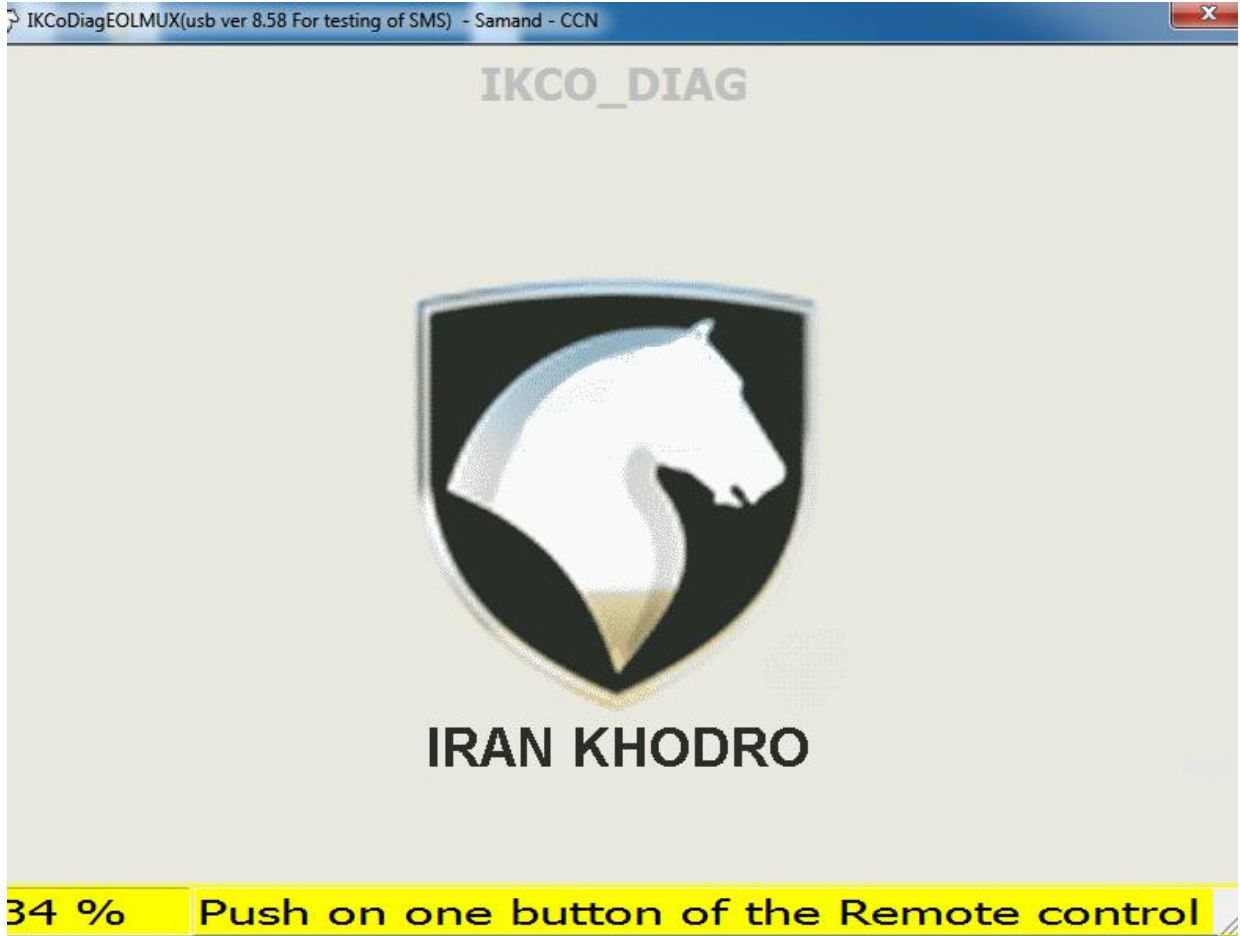 IKCoDiagEOLMUX(usb ver 8.58 For testing of SMS) - Samand - CCN
IKCO_DIAG
IRAN KHODRO
34 % Push on one button of the Remote control